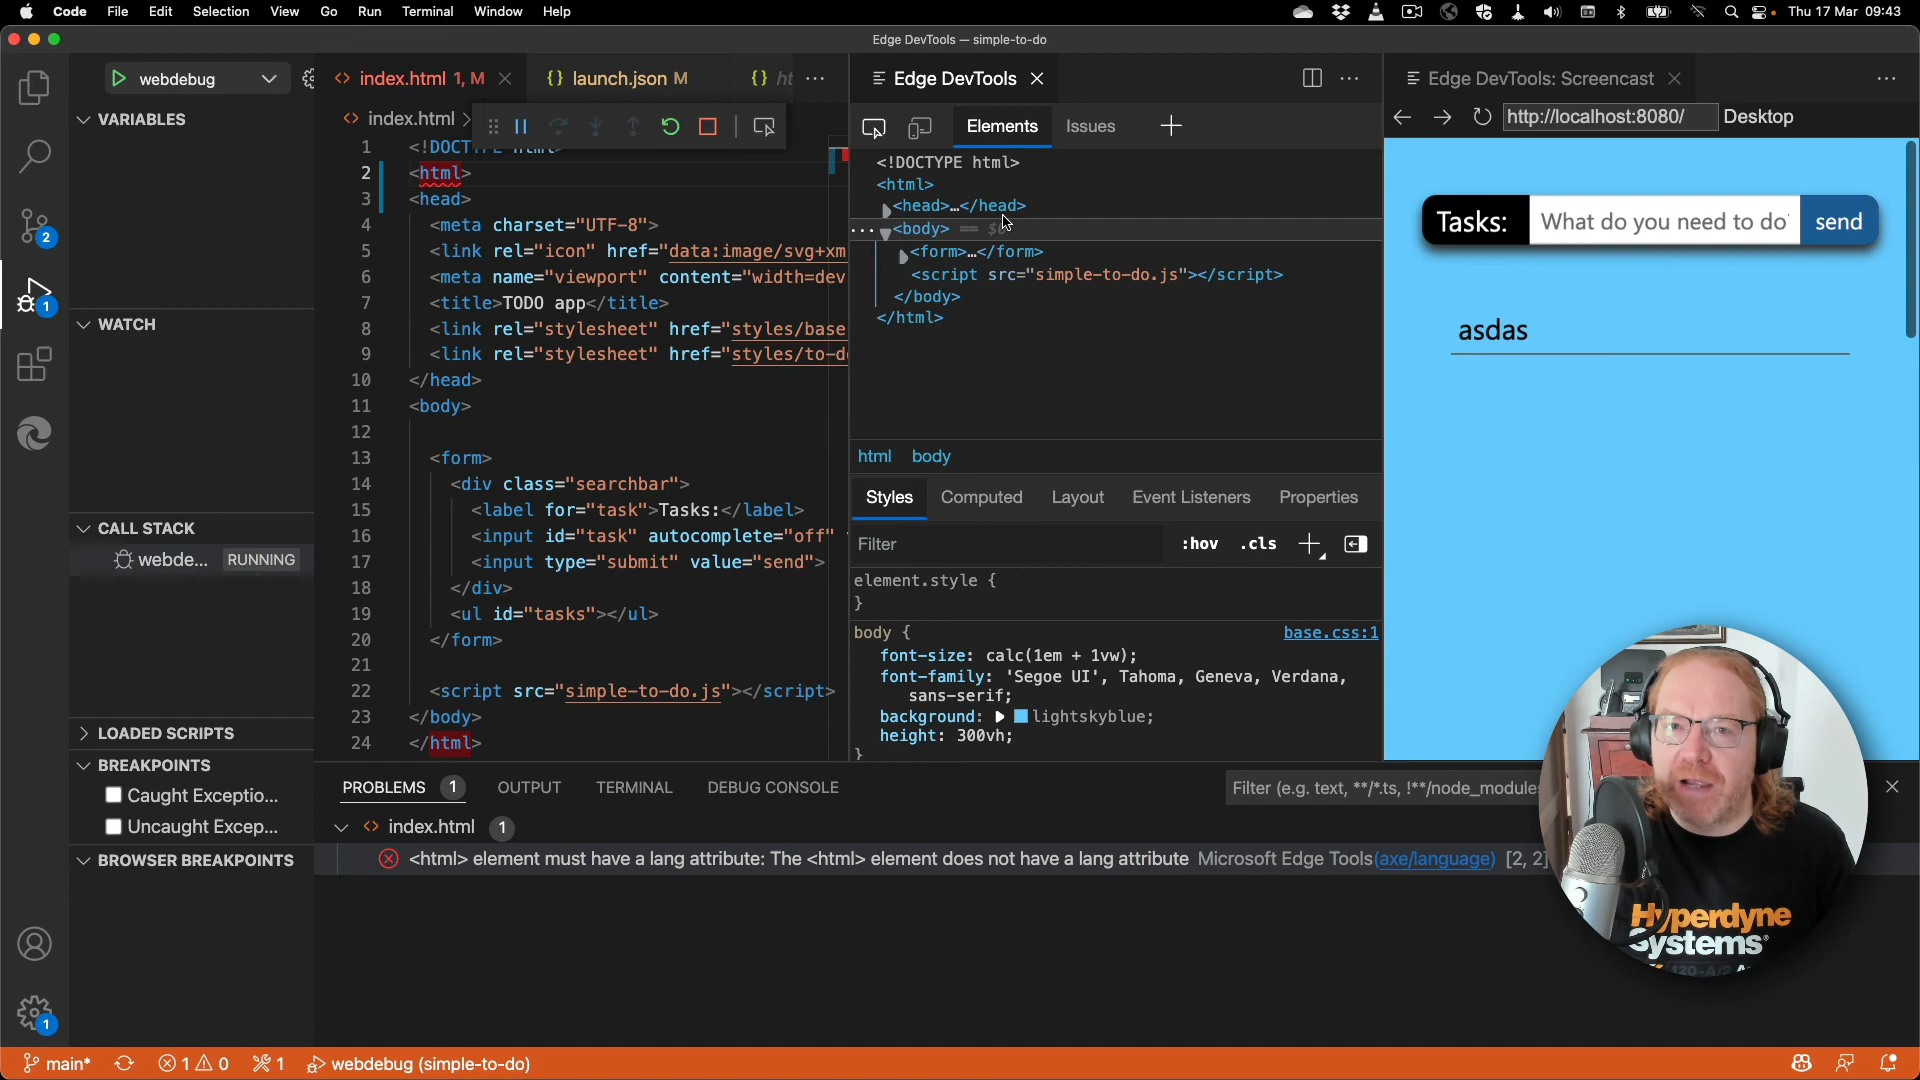 Code File Edit Selection View Go Run Terminal Window Help
Thu 17 Mar 09:43
Edge DevTools — simple-to-do
webdebug
VARIABLES
WATCH
CALL STACK
webde... RUNNING
LOADED SCRIPTS
BREAKPOINTS
Caught Exceptio...
Uncaught Excep...
BROWSER BREAKPOINTS
2
1
1
<> index.html 1, M
{} launch.json M
{} ht ...
<> index.html >
1 <!DOCTYPE html>
2 <html>
3 <head>
4 <meta charset="UTF-8">
5 <link rel="icon" href="data:image/svg+xm
6 <meta name="viewport" content="width=dev
7 <title>TODO app</title>
8 <link rel="stylesheet" href="styles/base
9 <link rel="stylesheet" href="styles/to-d
10 </head>
11 <body>
12
13 <form>
14 <div class="searchbar">
15 <label for="task">Tasks:</label>
16 <input id="task" autocomplete="off"
17 <input type="submit" value="send">
18 </div>
19 <ul id="tasks"></ul>
20 </form>
21
22 <script src="simple-to-do.js"></script>
23 </body>
24 </html>
Edge DevTools
Elements Issues
<!DOCTYPE html>
<html>
<head>…</head>
<body> ==
<form>…</form>
<script src="simple-to-do.js"></script>
</body>
</html>
html body
Styles Computed Layout Event Listeners Properties
Filter :hov .cls
element.style {
}
body { base.css:1
font-size: calc(1em + 1vw);
font-family: 'Segoe UI', Tahoma, Geneva, Verdana,
sans-serif;
background: lightskyblue;
height: 300vh;
}
Edge DevTools: Screencast
http://localhost:8080/ Desktop
Tasks: What do you need to do send
asdas
PROBLEMS 1 OUTPUT TERMINAL DEBUG CONSOLE
Filter (e.g. text, **/*.ts, !**/node_modules
<> index.html 1
<html> element must have a lang attribute: The <html> element does not have a lang attribute Microsoft Edge Tools(axe/language) [2, 2]
Hyperdyne
Systems
120-A/2
main* 1 0 1 webdebug (simple-to-do)